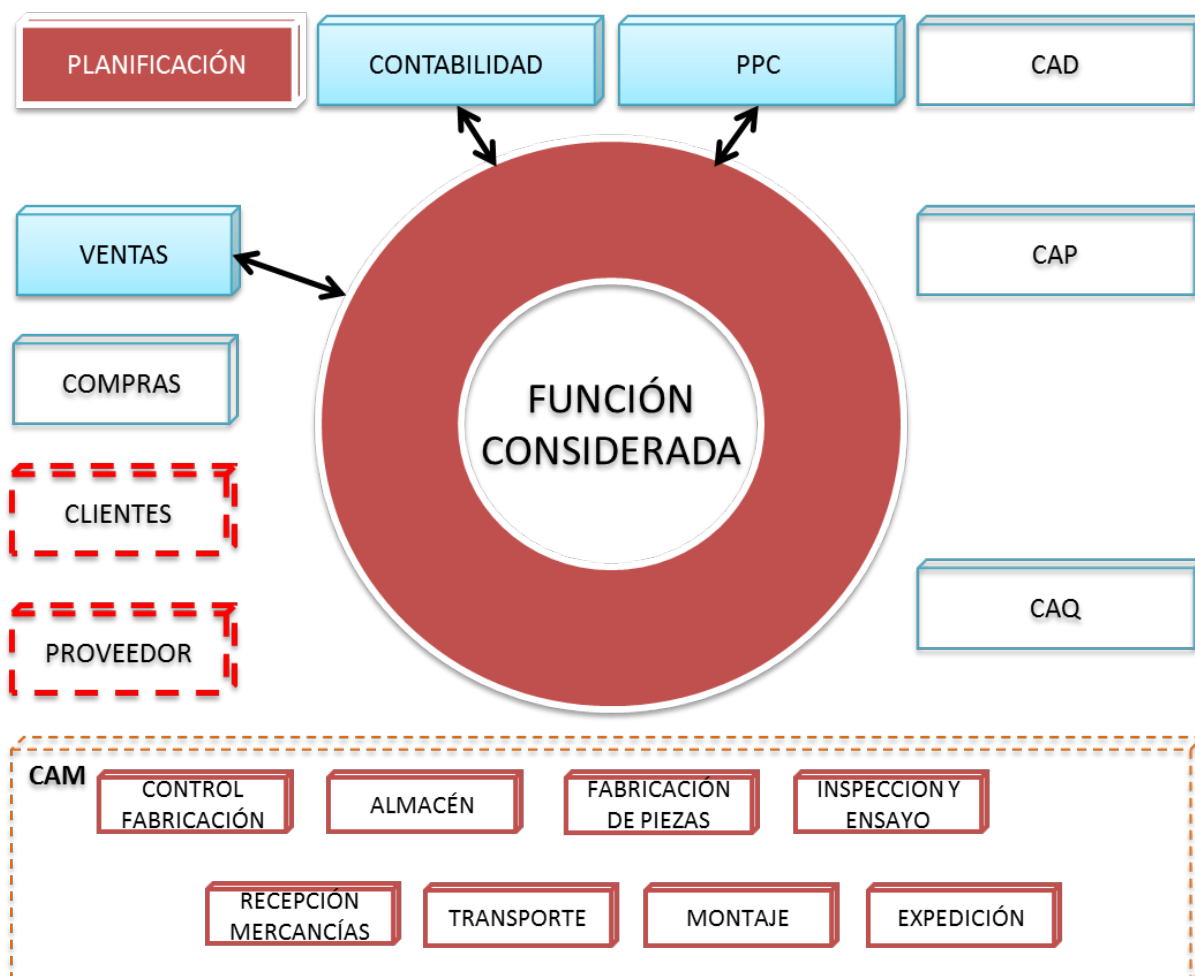 PLANIFICACIÓN
CONTABILIDAD
PPC
CAD
VENTAS
CAP
COMPRAS
FUNCIÓN
CONSIDERADA
CLIENTES
CAQ
PROVEEDOR
CAM
CONTROL
FABRICACIÓN
ALMACÉN
FABRICACIÓN
DE PIEZAS
INSPECCION Y
ENSAYO
RECEPCIÓN
MERCANCÍAS
TRANSPORTE
MONTAJE
EXPEDICIÓN